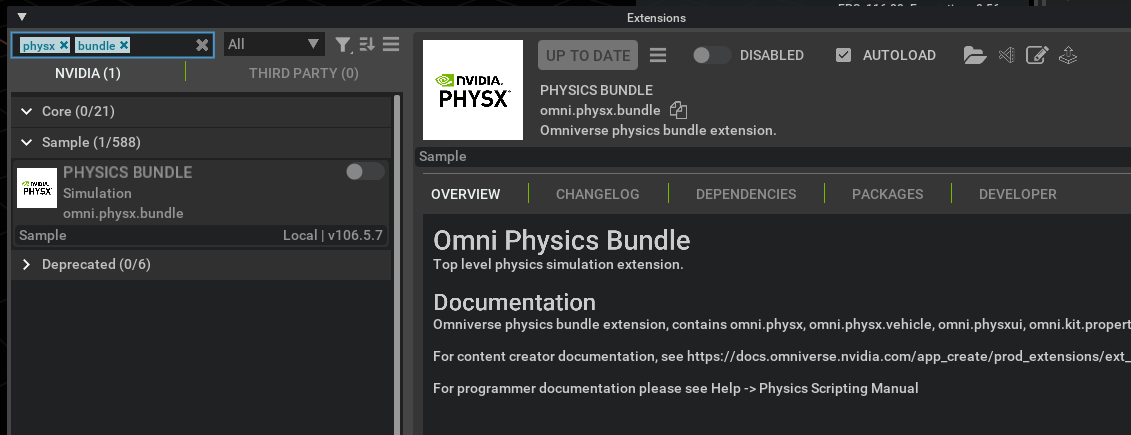 Extensions
physx bundle
All
NVIDIA (1)
THIRD PARTY (0)
Core (0/21)
Sample (1/588)
NVIDIA.
PHYSX
PHYSICS BUNDLE
Simulation
omni.physx.bundle
Sample
Local | v106.5.7
Deprecated (0/6)
NVIDIA.
PHYSX
UP TO DATE
DISABLED
AUTOLOAD
PHYSICS BUNDLE
omni.physx.bundle
Omniverse physics bundle extension.
Sample
OVERVIEW
CHANGELOG
DEPENDENCIES
PACKAGES
DEVELOPER
Omni Physics Bundle
Top level physics simulation extension.
Documentation
Omniverse physics bundle extension, contains omni.physx, omni.physx.vehicle, omni.physxui, omni.kit.propert
For content creator documentation, see https://docs.omniverse.nvidia.com/app_create/prod_extensions/ext_
For programmer documentation please see Help -> Physics Scripting Manual